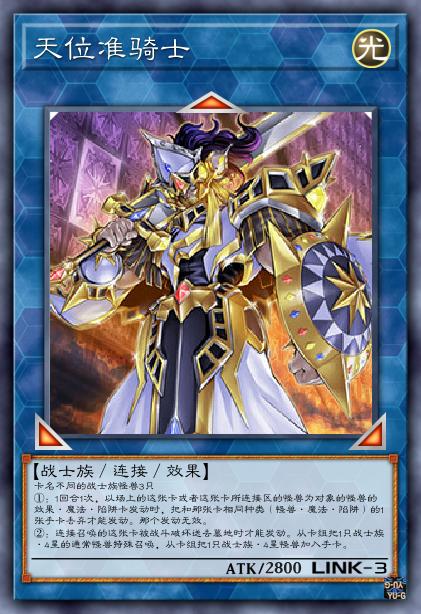 天位准骑士
光
【战士族／连接／效果】
卡名不同的战士族怪兽3只
①：1回合1次，以场上的这张卡或者这张卡所连接区的怪兽为对象的怪兽的
效果・魔法・陷阱卡发动时，把和那张卡相同种类（怪兽・魔法・陷阱）的1
张手卡丢弃才能发动。那个发动无效。
②：连接召唤的这张卡被战斗破坏送去墓地时才能发动。从卡组把1只战士族
・4星的通常怪兽特殊召唤，从卡组把1只战士族・4星怪兽加入手卡。
ATK/2800 LINK-3